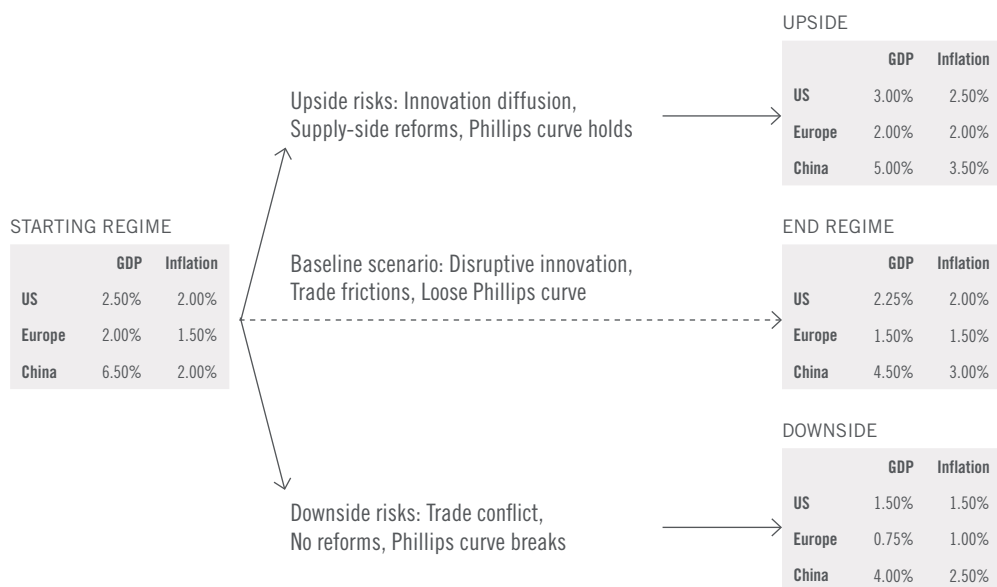 STARTING REGIME
GDP Inflation
US 2.50% 2.00%
Europe 2.00% 1.50%
China 6.50% 2.00%
Upside risks: Innovation diffusion,
Supply-side reforms, Phillips curve holds
UPSIDE
GDP Inflation
US 3.00% 2.50%
Europe 2.00% 2.00%
China 5.00% 3.50%
Baseline scenario: Disruptive innovation,
Trade frictions, Loose Phillips curve
END REGIME
GDP Inflation
US 2.25% 2.00%
Europe 1.50% 1.50%
China 4.50% 3.00%
Downside risks: Trade conflict,
No reforms, Phillips curve breaks
DOWNSIDE
GDP Inflation
US 1.50% 1.50%
Europe 0.75% 1.00%
China 4.00% 2.50%